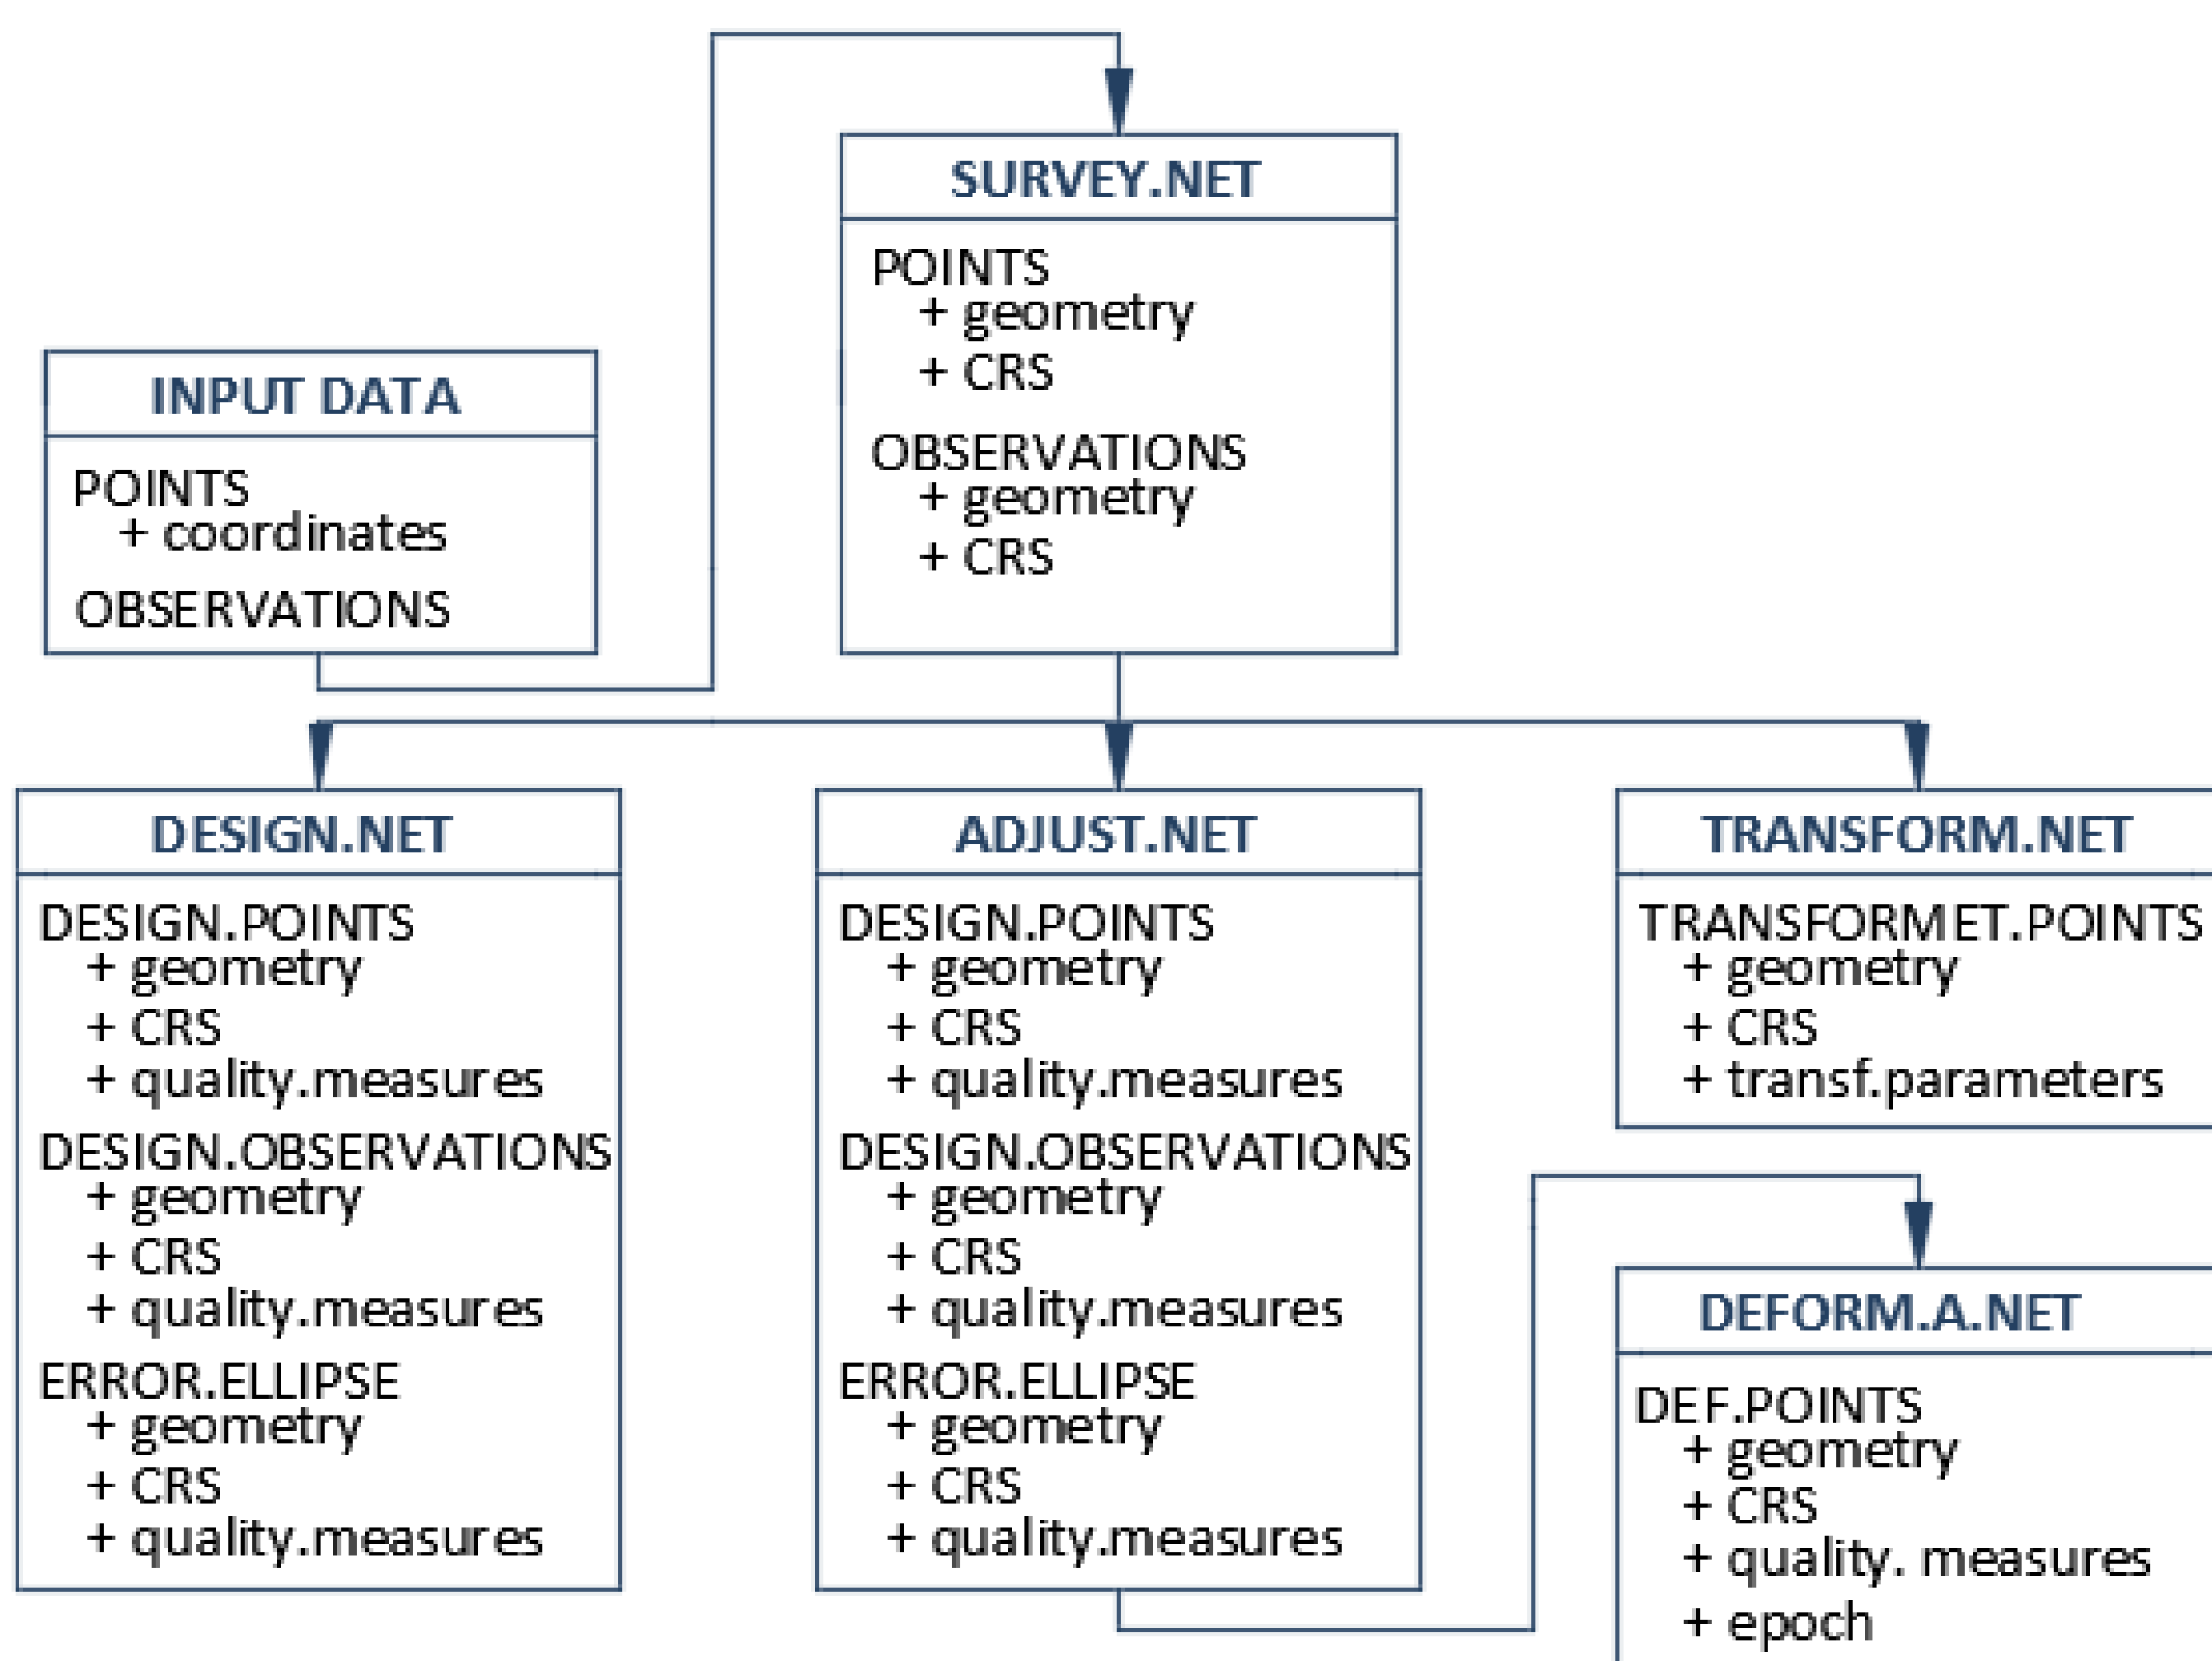 SURVEY.NET
POINTS
+ geometry
+ CRS
OBSERVATIONS
+ geometry
+ CRS
INPUT DATA
POINTS
+ coordinates
OBSERVATIONS
DESIGN.NET
DESIGN.POINTS
+ geometry
+ CRS
+ quality.measures
DESIGN.OBSERVATIONS
+ geometry
+ CRS
+ quality.measures
ERROR.ELLIPSE
+ geometry
+ CRS
+ quality.measures
ADJUST.NET
DESIGN.POINTS
+ geometry
+ CRS
+ quality.measures
DESIGN.OBSERVATIONS
+ geometry
+ CRS
+ quality.measures
ERROR.ELLIPSE
+ geometry
+ CRS
+ quality.measures
TRANSFORM.NET
TRANSFORMET.POINTS
+ geometry
+ CRS
+ transf.parameters
DEFORM.A.NET
DEF.POINTS
+ geometry
+ CRS
+ quality. measures
+ epoch